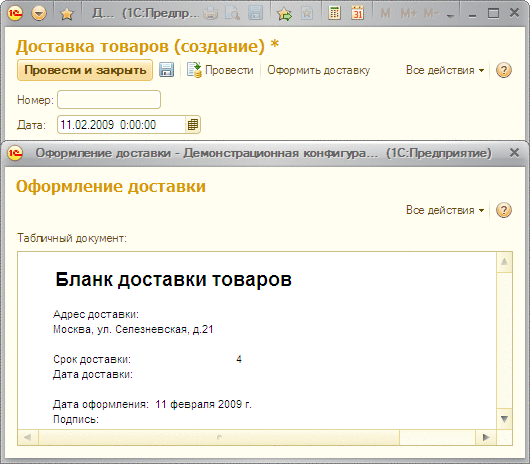 Д... (1С:Предпри...
M M+ M-
Доставка товаров (создание) *
Провести и закрыть Провести Оформить доставку Все действия
Номер:
Дата: 11.02.2009 0:00:00
Оформление доставки - Демонстрационная конфигура... (1С:Предприятие)
Оформление доставки
Все действия
Табличный документ:
Бланк доставки товаров
Адрес доставки:
Москва, ул. Селезневская, д.21
Срок доставки: 4
Дата доставки:
Дата оформления: 11 февраля 2009 г.
Подпись: